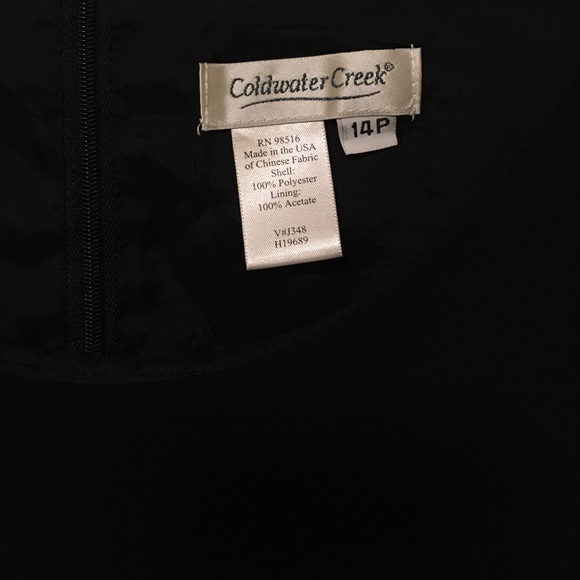 Coldwater Creek®
14P
RN 98516
Made in the USA
of Chinese Fabric
Shell:
100% Polyester
Lining:
100% Acetate
V#J348
H19689